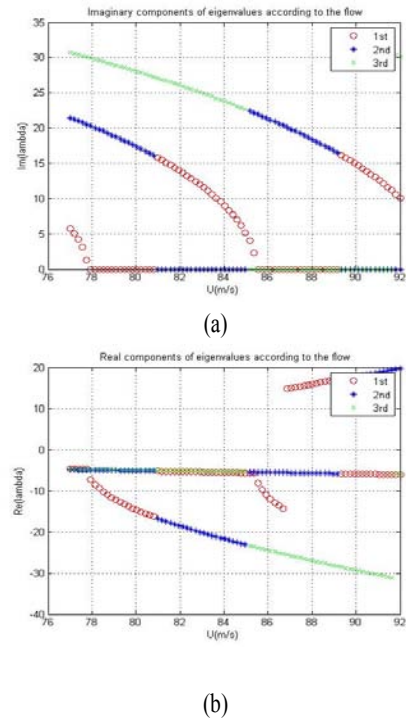 Imaginary components of eigenvalues according to the flow
35
30
25
20
15
10
5
0
Im(lambda)
1st
2nd
3rd
76 78 80 82 84 86 88 90 92
U(m/s)
(a)
Real components of eigenvalues according to the flow
20
10
0
-10
-20
-30
-40
Re(lambda)
1st
2nd
3rd
76 78 80 82 84 86 88 90 92
U(m/s)
(b)